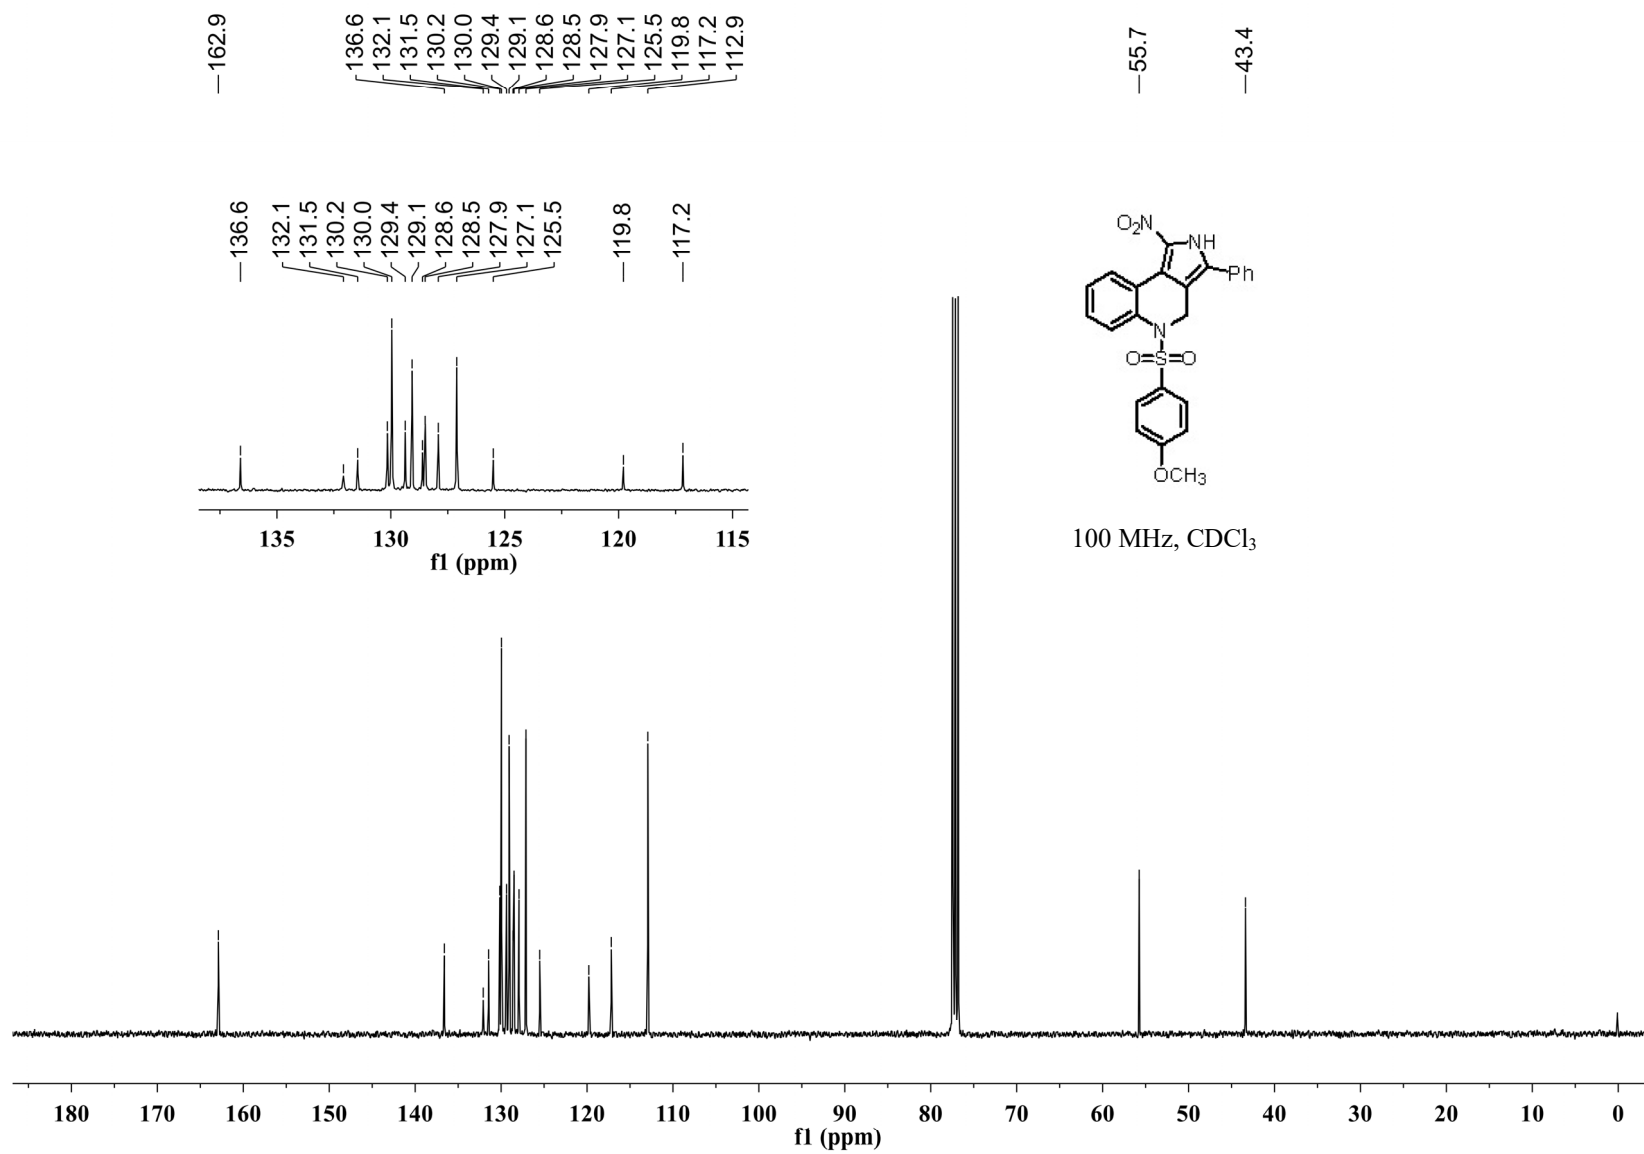 162.9
136.6
132.1
131.5
130.2
130.0
129.4
129.1
128.6
128.5
127.9
127.1
125.5
119.8
117.2
112.9
55.7
43.4
136.6
132.1
131.5
130.2
130.0
129.4
129.1
128.6
128.5
127.9
127.1
125.5
119.8
117.2
O₂N
NH
Ph
N
O=S=O
OCH₃
100 MHz, CDCl₃
135 130 125 120 115
f1 (ppm)
180 170 160 150 140 130 120 110 100 90 80 70 60 50 40 30 20 10 0
f1 (ppm)